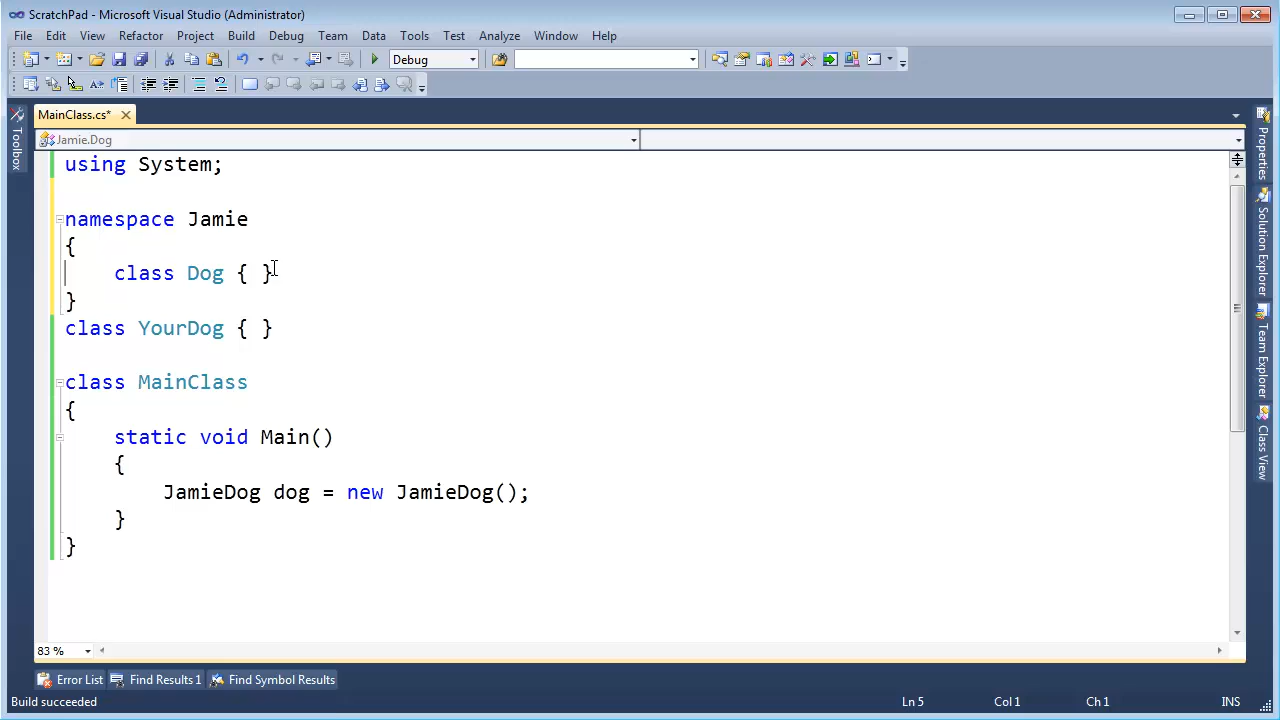 ScratchPad - Microsoft Visual Studio (Administrator)
File Edit View Refactor Project Build Debug Team Data Tools Test Analyze Window Help
Debug
MainClass.cs*
Jamie.Dog
Toolbox
using System;
namespace Jamie
{
class Dog { }
}
class YourDog { }
class MainClass
{
static void Main()
{
JamieDog dog = new JamieDog();
}
}
Properties
Solution Explorer
Team Explorer
Class View
83 %
Error List Find Results 1 Find Symbol Results
Build succeeded Ln 5 Col 1 Ch 1 INS